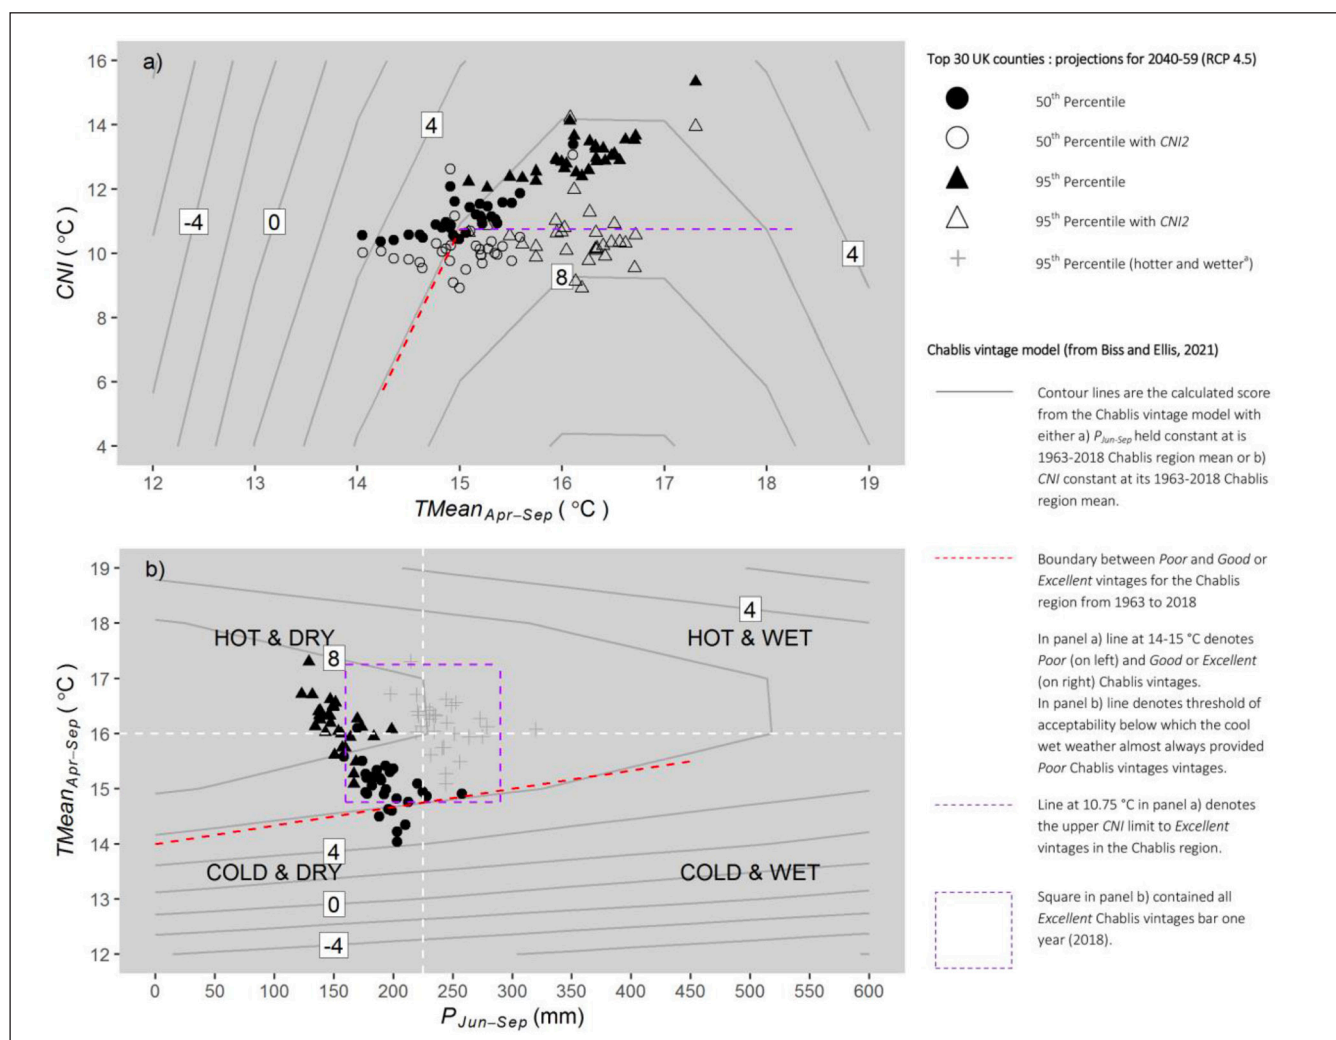 a)
16
14
12
10
8
6
4
CNI ( °C)
4
-4
0
8
4
12
13
14
15
16
17
18
19
TMean Apr–Sep ( °C)
b)
19
18
17
16
15
14
13
12
TMean Apr–Sep ( °C)
HOT & DRY
HOT & WET
4
8
4
COLD & DRY
COLD & WET
0
-4
0
50
100
150
200
250
300
350
400
450
500
550
600
P Jun–Sep (mm)
Top 30 UK counties : projections for 2040-59 (RCP 4.5)
50th Percentile
50th Percentile with CNI2
95th Percentile
95th Percentile with CNI2
95th Percentile (hotter and wetterª)
Chablis vintage model (from Biss and Ellis, 2021)
Contour lines are the calculated score
from the Chablis vintage model with
either a) P Jun-Sep held constant at is
1963-2018 Chablis region mean or b)
CNI constant at its 1963-2018 Chablis
region mean.
Boundary between Poor and Good or
Excellent vintages for the Chablis
region from 1963 to 2018
In panel a) line at 14-15 °C denotes
Poor (on left) and Good or Excellent
(on right) Chablis vintages.
In panel b) line denotes threshold of
acceptability below which the cool
wet weather almost always provided
Poor Chablis vintages vintages.
Line at 10.75 °C in panel a) denotes
the upper CNI limit to Excellent
vintages in the Chablis region.
Square in panel b) contained all
Excellent Chablis vintages bar one
year (2018).